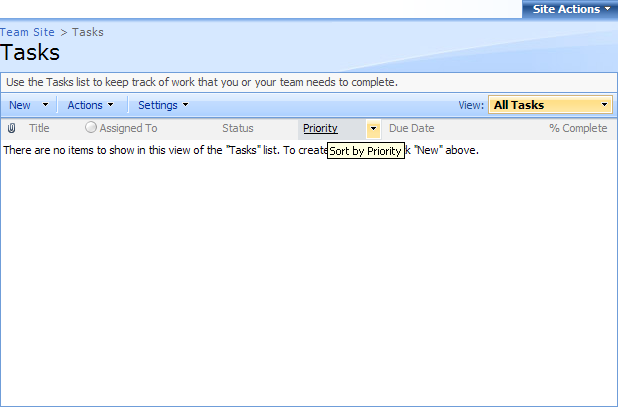 Site Actions
Team Site > Tasks
Tasks
Use the Tasks list to keep track of work that you or your team needs to complete.
New Actions Settings View: All Tasks
Title Assigned To Status Priority Due Date % Complete
There are no items to show in this view of the "Tasks" list. To create k "New" above.
Sort by Priority